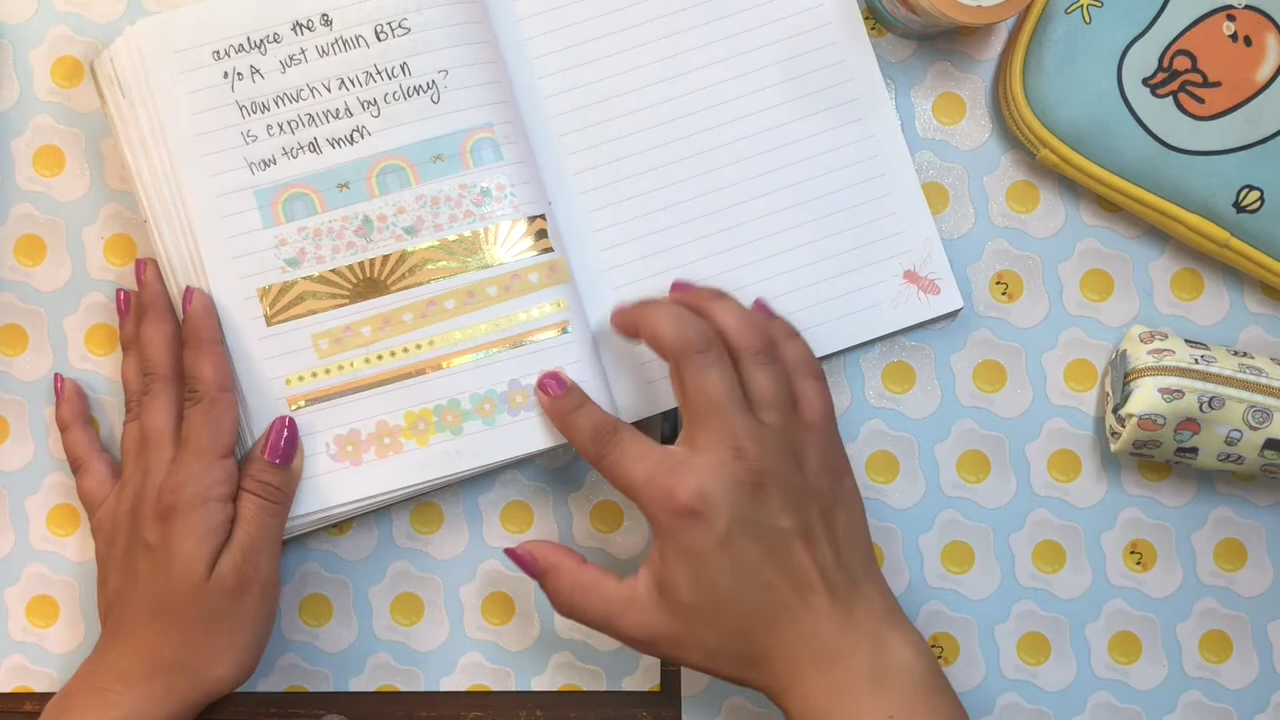 analyze the
% A just within BFS
how much variation
is explained by colony?
how total much